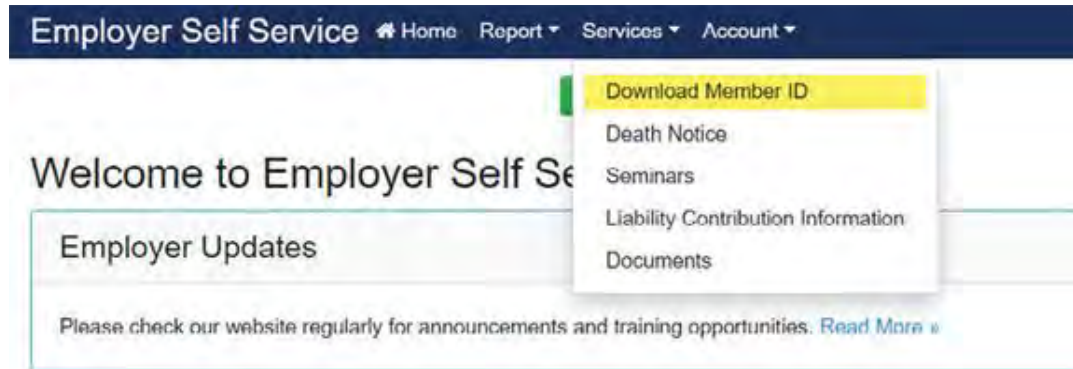 Employer Self Service Home Report Services Account
Download Member ID
Death Notice
Welcome to Employer Self Se
Seminars
Liability Contribution Information
Employer Updates
Documents
Please check our website regularly for announcements and training opportunities. Read More »